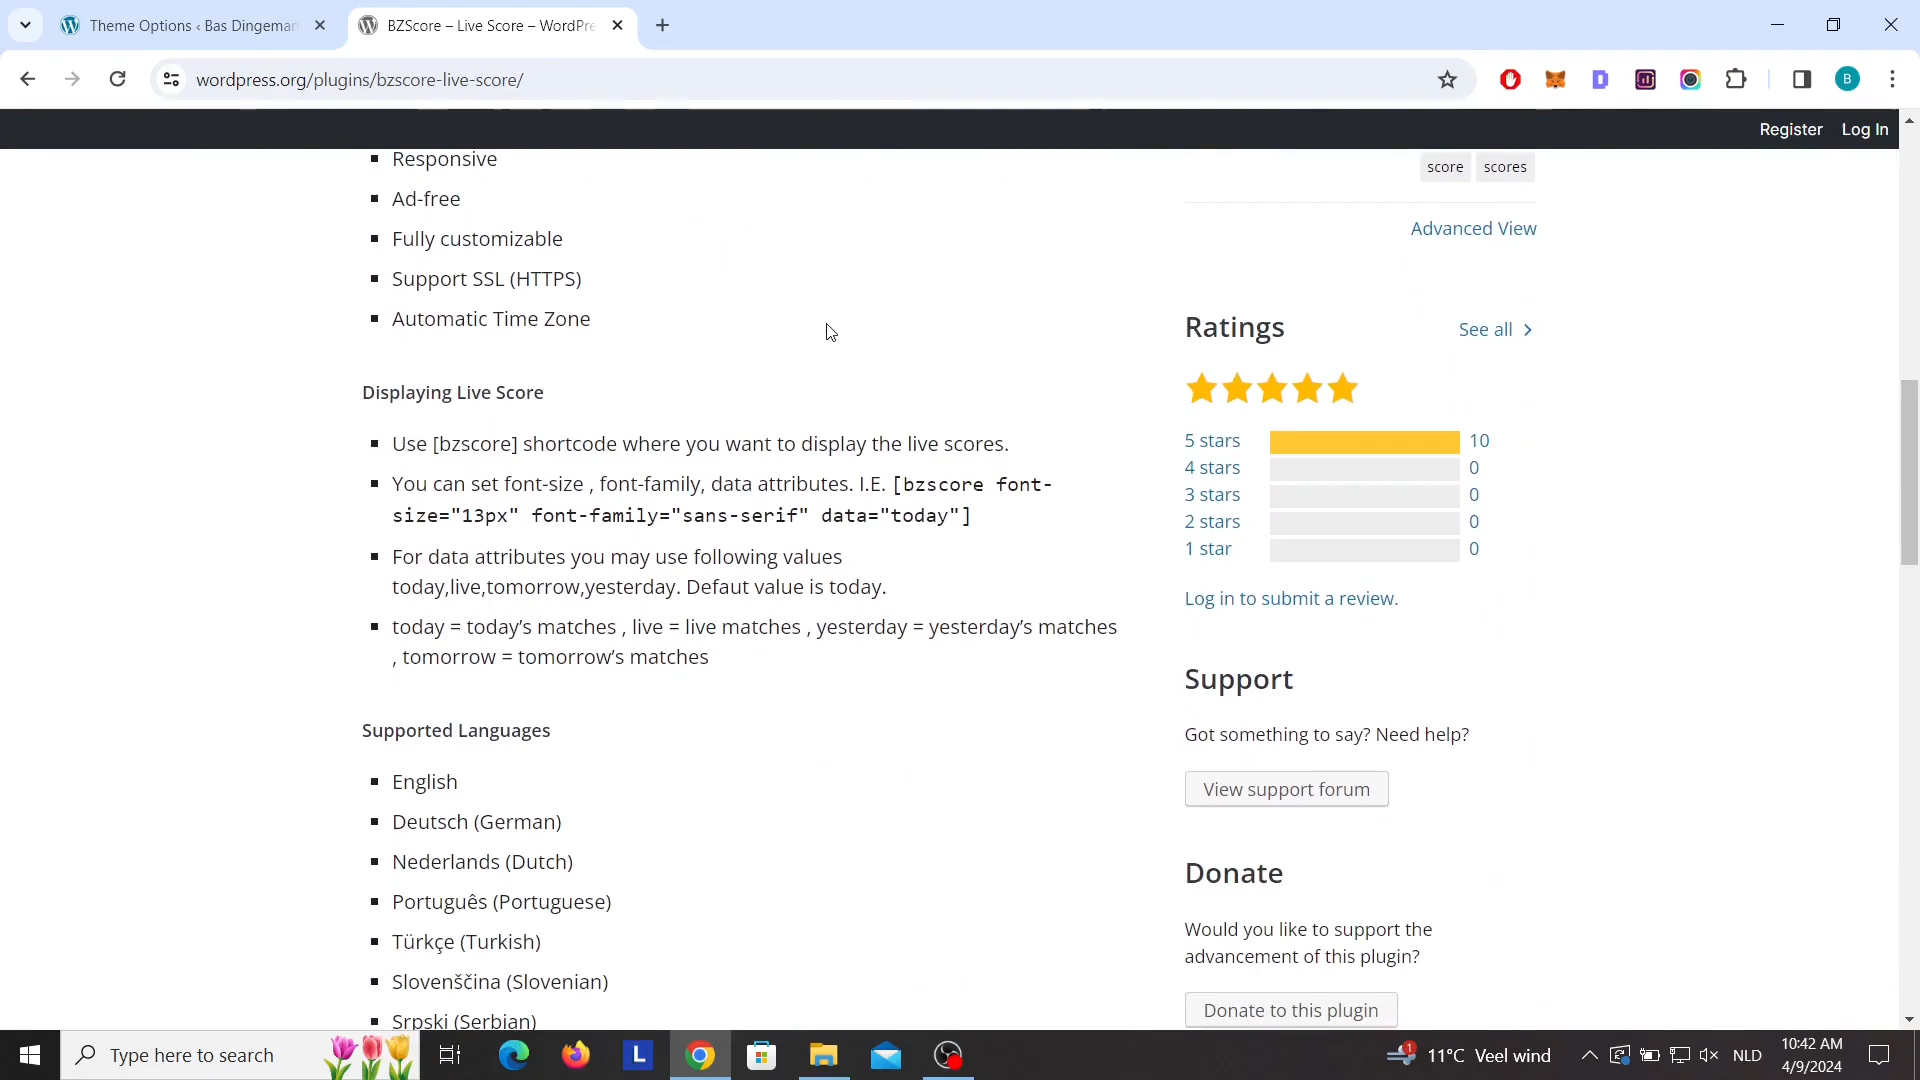 Theme Options ‹ Bas Dingeman
BZScore – Live Score – WordPre
wordpress.org/plugins/bzscore-live-score/
B
Register
Log In
Responsive
Ad-free
Fully customizable
Support SSL (HTTPS)
Automatic Time Zone
Displaying Live Score
Use [bzscore] shortcode where you want to display the live scores.
You can set font-size , font-family, data attributes. I.E. [bzscore font-
size="13px" font-family="sans-serif" data="today"]
For data attributes you may use following values
today,live,tomorrow,yesterday. Defaut value is today.
today = today’s matches , live = live matches , yesterday = yesterday’s matches
, tomorrow = tomorrow’s matches
Supported Languages
English
Deutsch (German)
Nederlands (Dutch)
Português (Portuguese)
Türkçe (Turkish)
Slovenščina (Slovenian)
Srpski (Serbian)
score
scores
Advanced View
Ratings
See all
5 stars
10
4 stars
0
3 stars
0
2 stars
0
1 star
0
Log in to submit a review.
Support
Got something to say? Need help?
View support forum
Donate
Would you like to support the
advancement of this plugin?
Donate to this plugin
Type here to search
L
1
11°C Veel wind
NLD
10:42 AM
4/9/2024